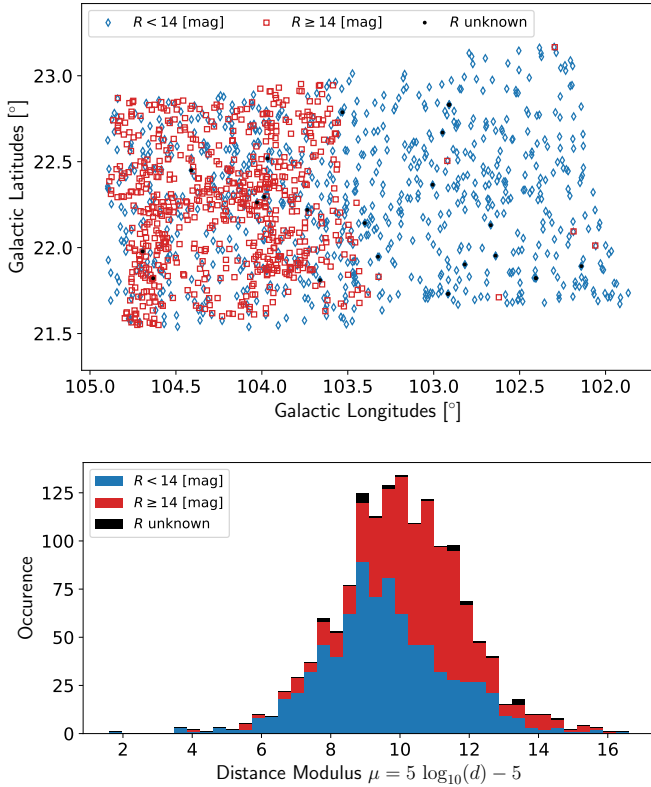 R < 14 [mag] R ≥ 14 [mag] R unknown
23.0
22.5
22.0
21.5
Galactic Latitudes [°]
105.0 104.5 104.0 103.5 103.0 102.5 102.0
Galactic Longitudes [°]
R < 14 [mag]
R ≥ 14 [mag]
R unknown
125
100
75
50
25
0
Occurence
2 4 6 8 10 12 14 16
Distance Modulus μ = 5 log₁₀(d) − 5